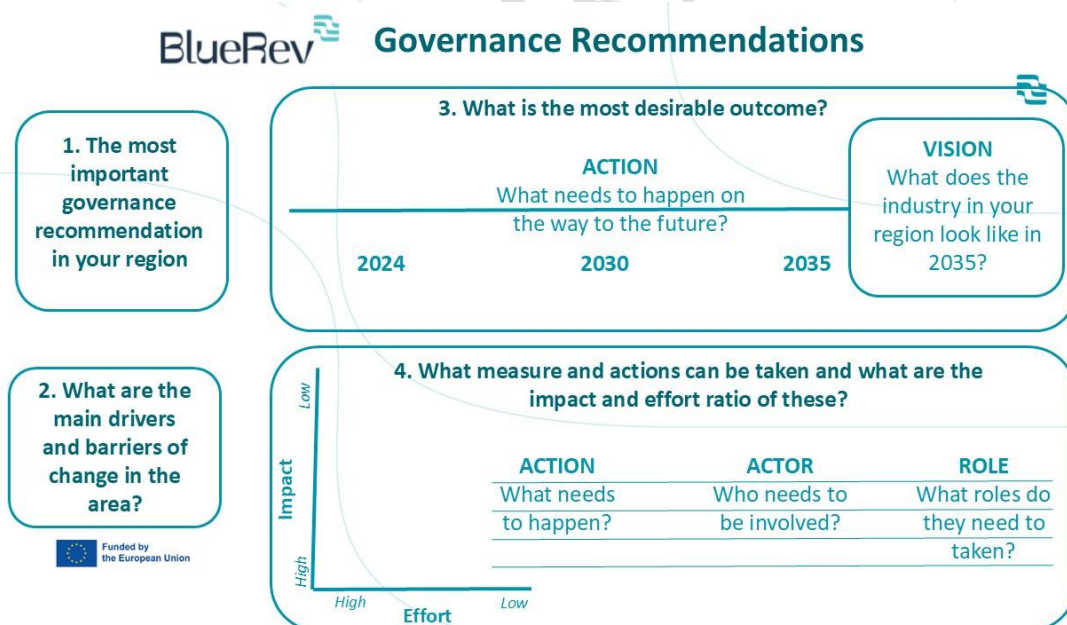 BlueRev
Governance Recommendations
1. The most
important
governance
recommendation
in your region
3. What is the most desirable outcome?
ACTION
What needs to happen on
the way to the future?
2024
2030
2035
VISION
What does the
industry in your
region look like in
2035?
2. What are the
main drivers
and barriers of
change in the
area?
Funded by
the European Union
4. What measure and actions can be taken and what are the
impact and effort ratio of these?
Low
Impact
High
High
Effort
Low
ACTION
What needs
to happen?
ACTOR
Who needs to
be involved?
ROLE
What roles do
they need to
taken?